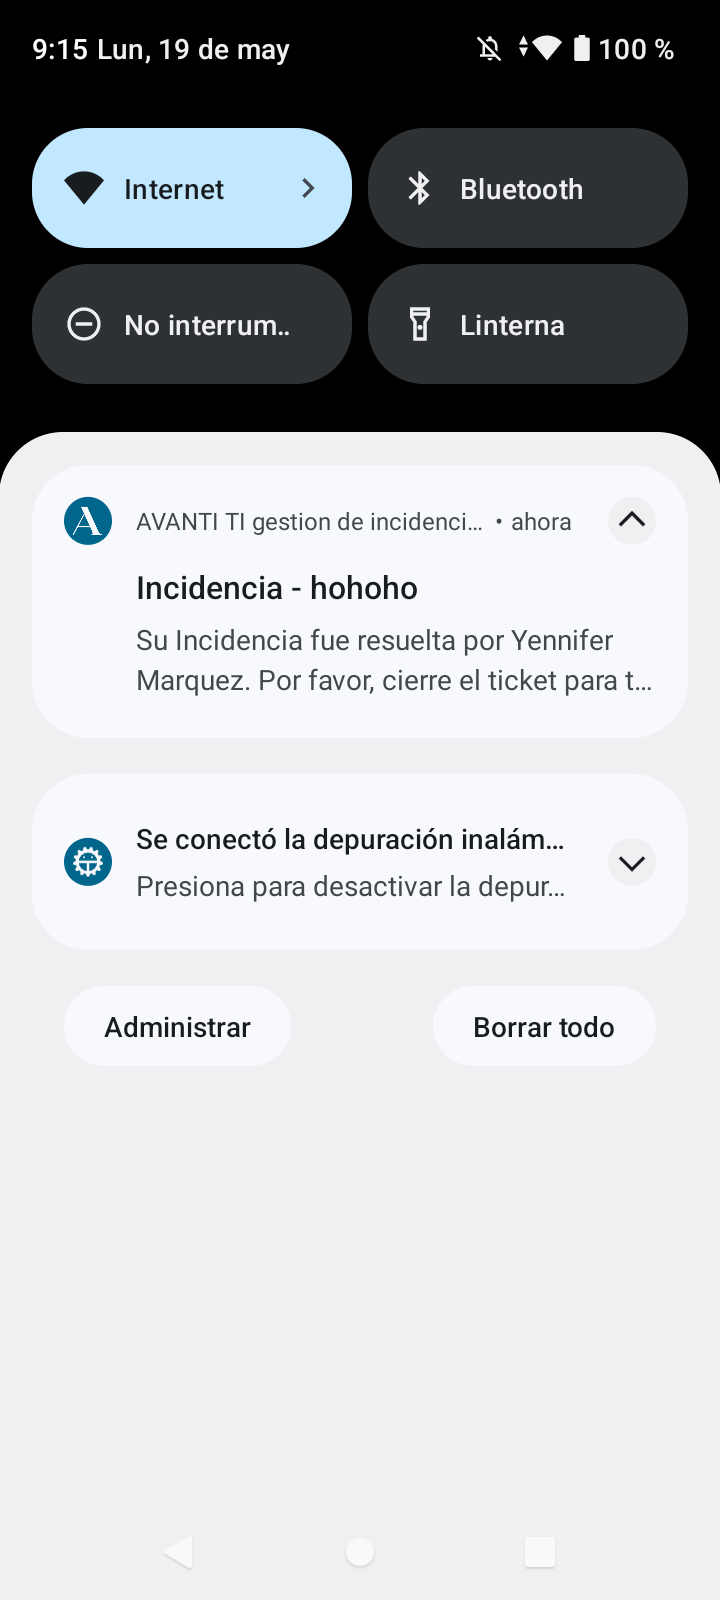 9:15 Lun, 19 de may
100 %
Internet
Bluetooth
No interrum..
Linterna
AVANTI TI gestion de incidenci... • ahora
Incidencia - hohoho
Su Incidencia fue resuelta por Yennifer
Marquez. Por favor, cierre el ticket para t...
Se conectó la depuración inalám...
Presiona para desactivar la depur...
Administrar
Borrar todo